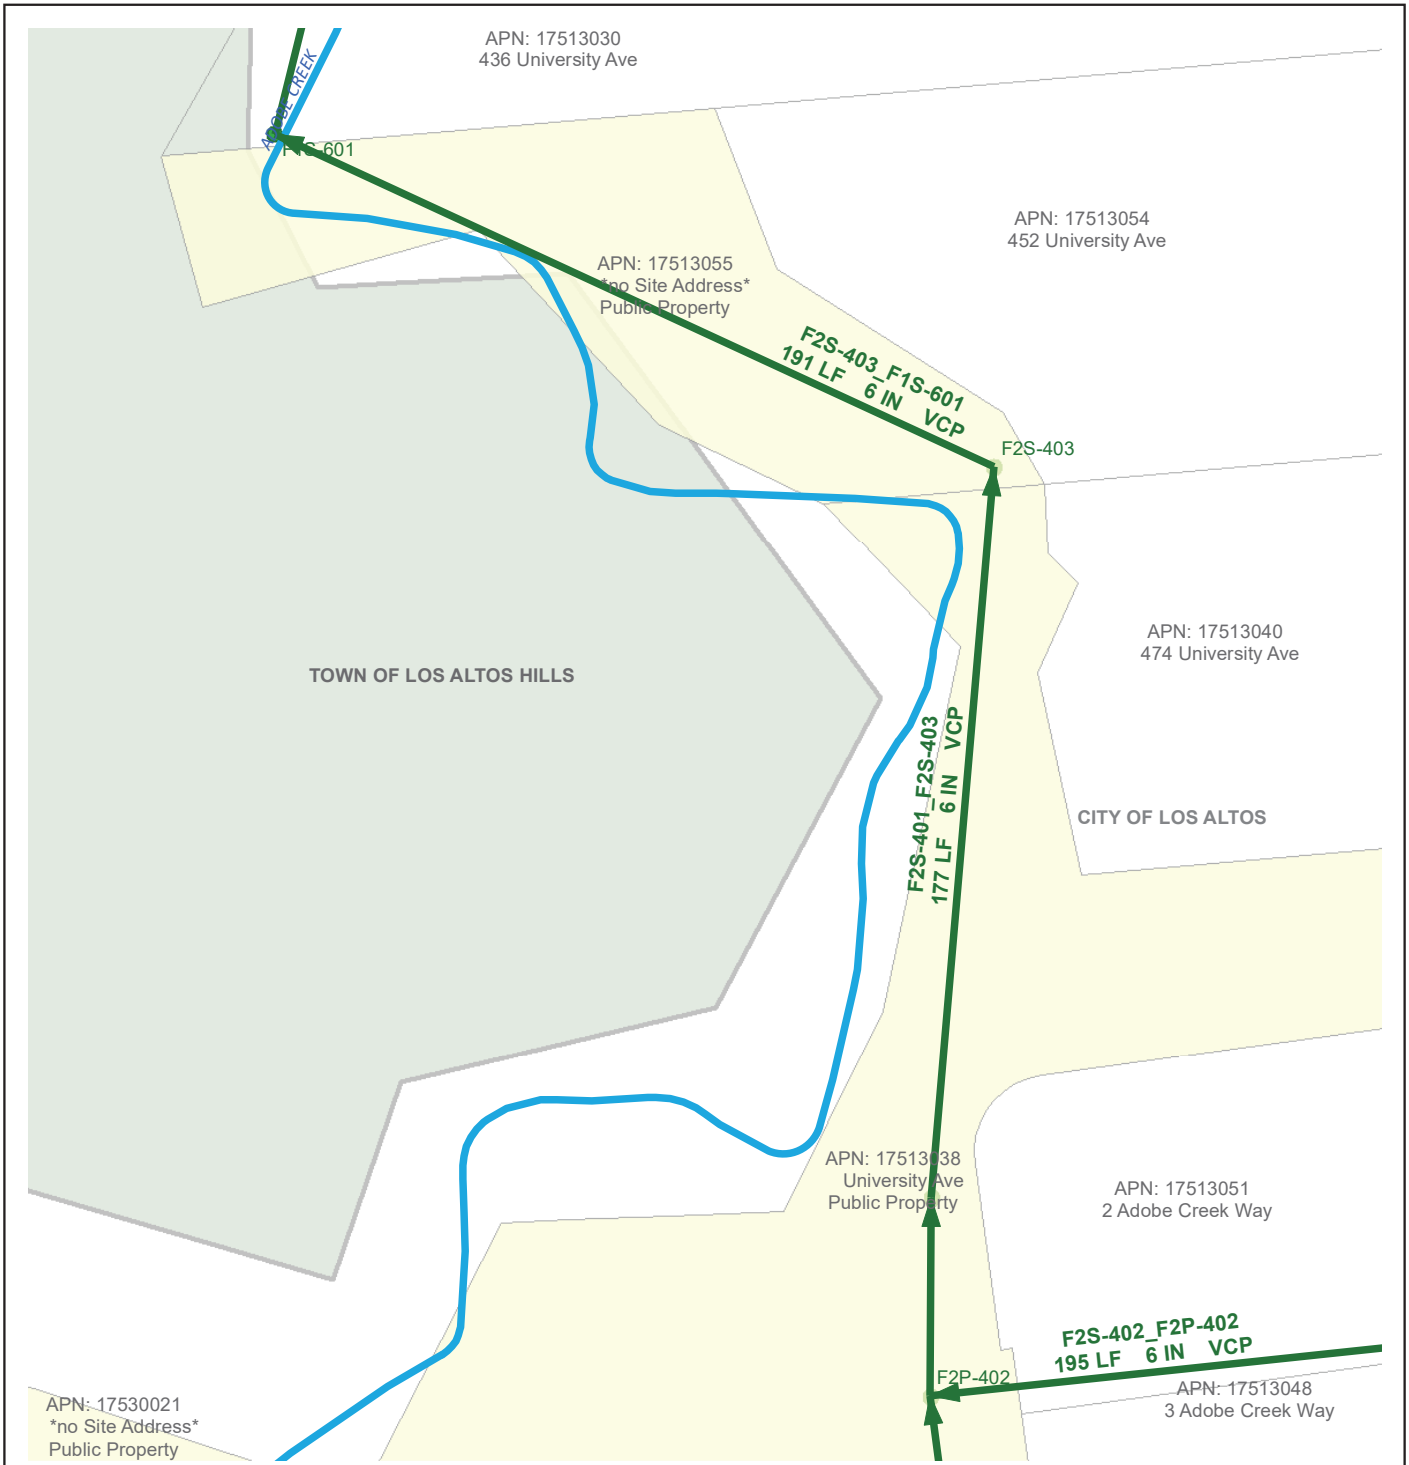 APN: 17513030
436 University Ave
ADOBE CREEK
F1S-601
APN: 17513054
452 University Ave
APN: 17513055
*no Site Address*
Public Property
F2S-403_F1S-601
191 LF 6 IN VCP
F2S-403
APN: 17513040
474 University Ave
TOWN OF LOS ALTOS HILLS
F2S-401_F2S-403
177 LF 6 IN VCP
CITY OF LOS ALTOS
APN: 17513038
University Ave
Public Property
APN: 17513051
2 Adobe Creek Way
F2S-402_F2P-402
195 LF 6 IN VCP
F2P-402
APN: 17513048
3 Adobe Creek Way
APN: 17530021
*no Site Address*
Public Property